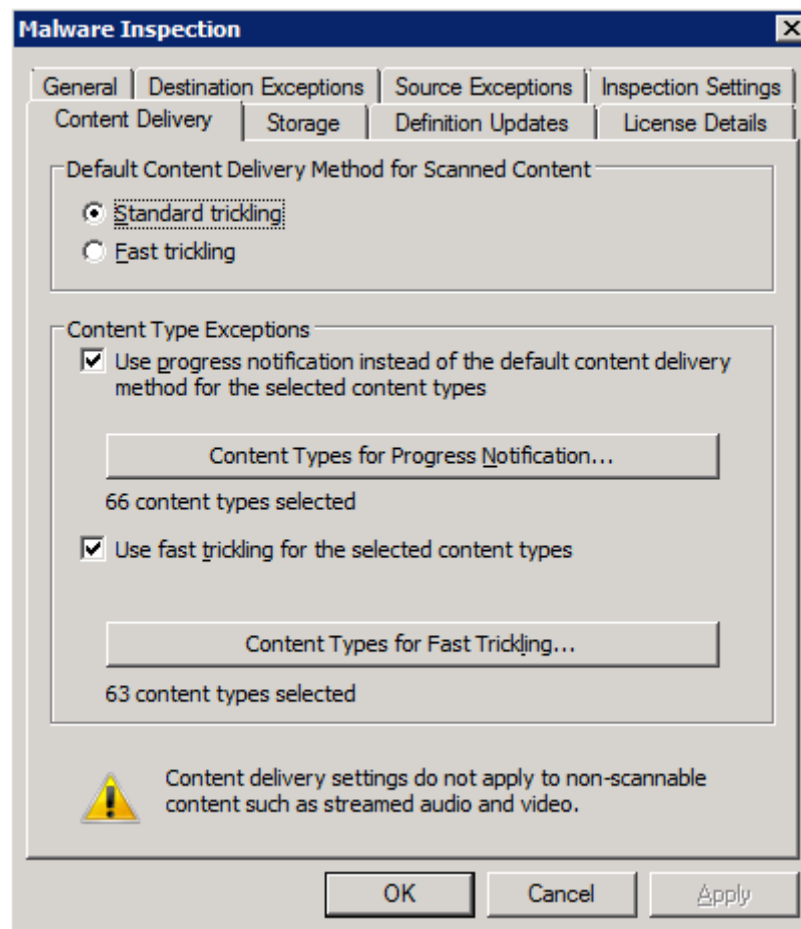 Malware Inspection
General
Destination Exceptions
Source Exceptions
Inspection Settings
Content Delivery
Storage
Definition Updates
License Details
Default Content Delivery Method for Scanned Content
Standard trickling
Fast trickling
Content Type Exceptions
Use progress notification instead of the default content delivery
method for the selected content types
Content Types for Progress Notification...
66 content types selected
Use fast trickling for the selected content types
Content Types for Fast Trickling...
63 content types selected
Content delivery settings do not apply to non-scannable
content such as streamed audio and video.
OK
Cancel
Apply